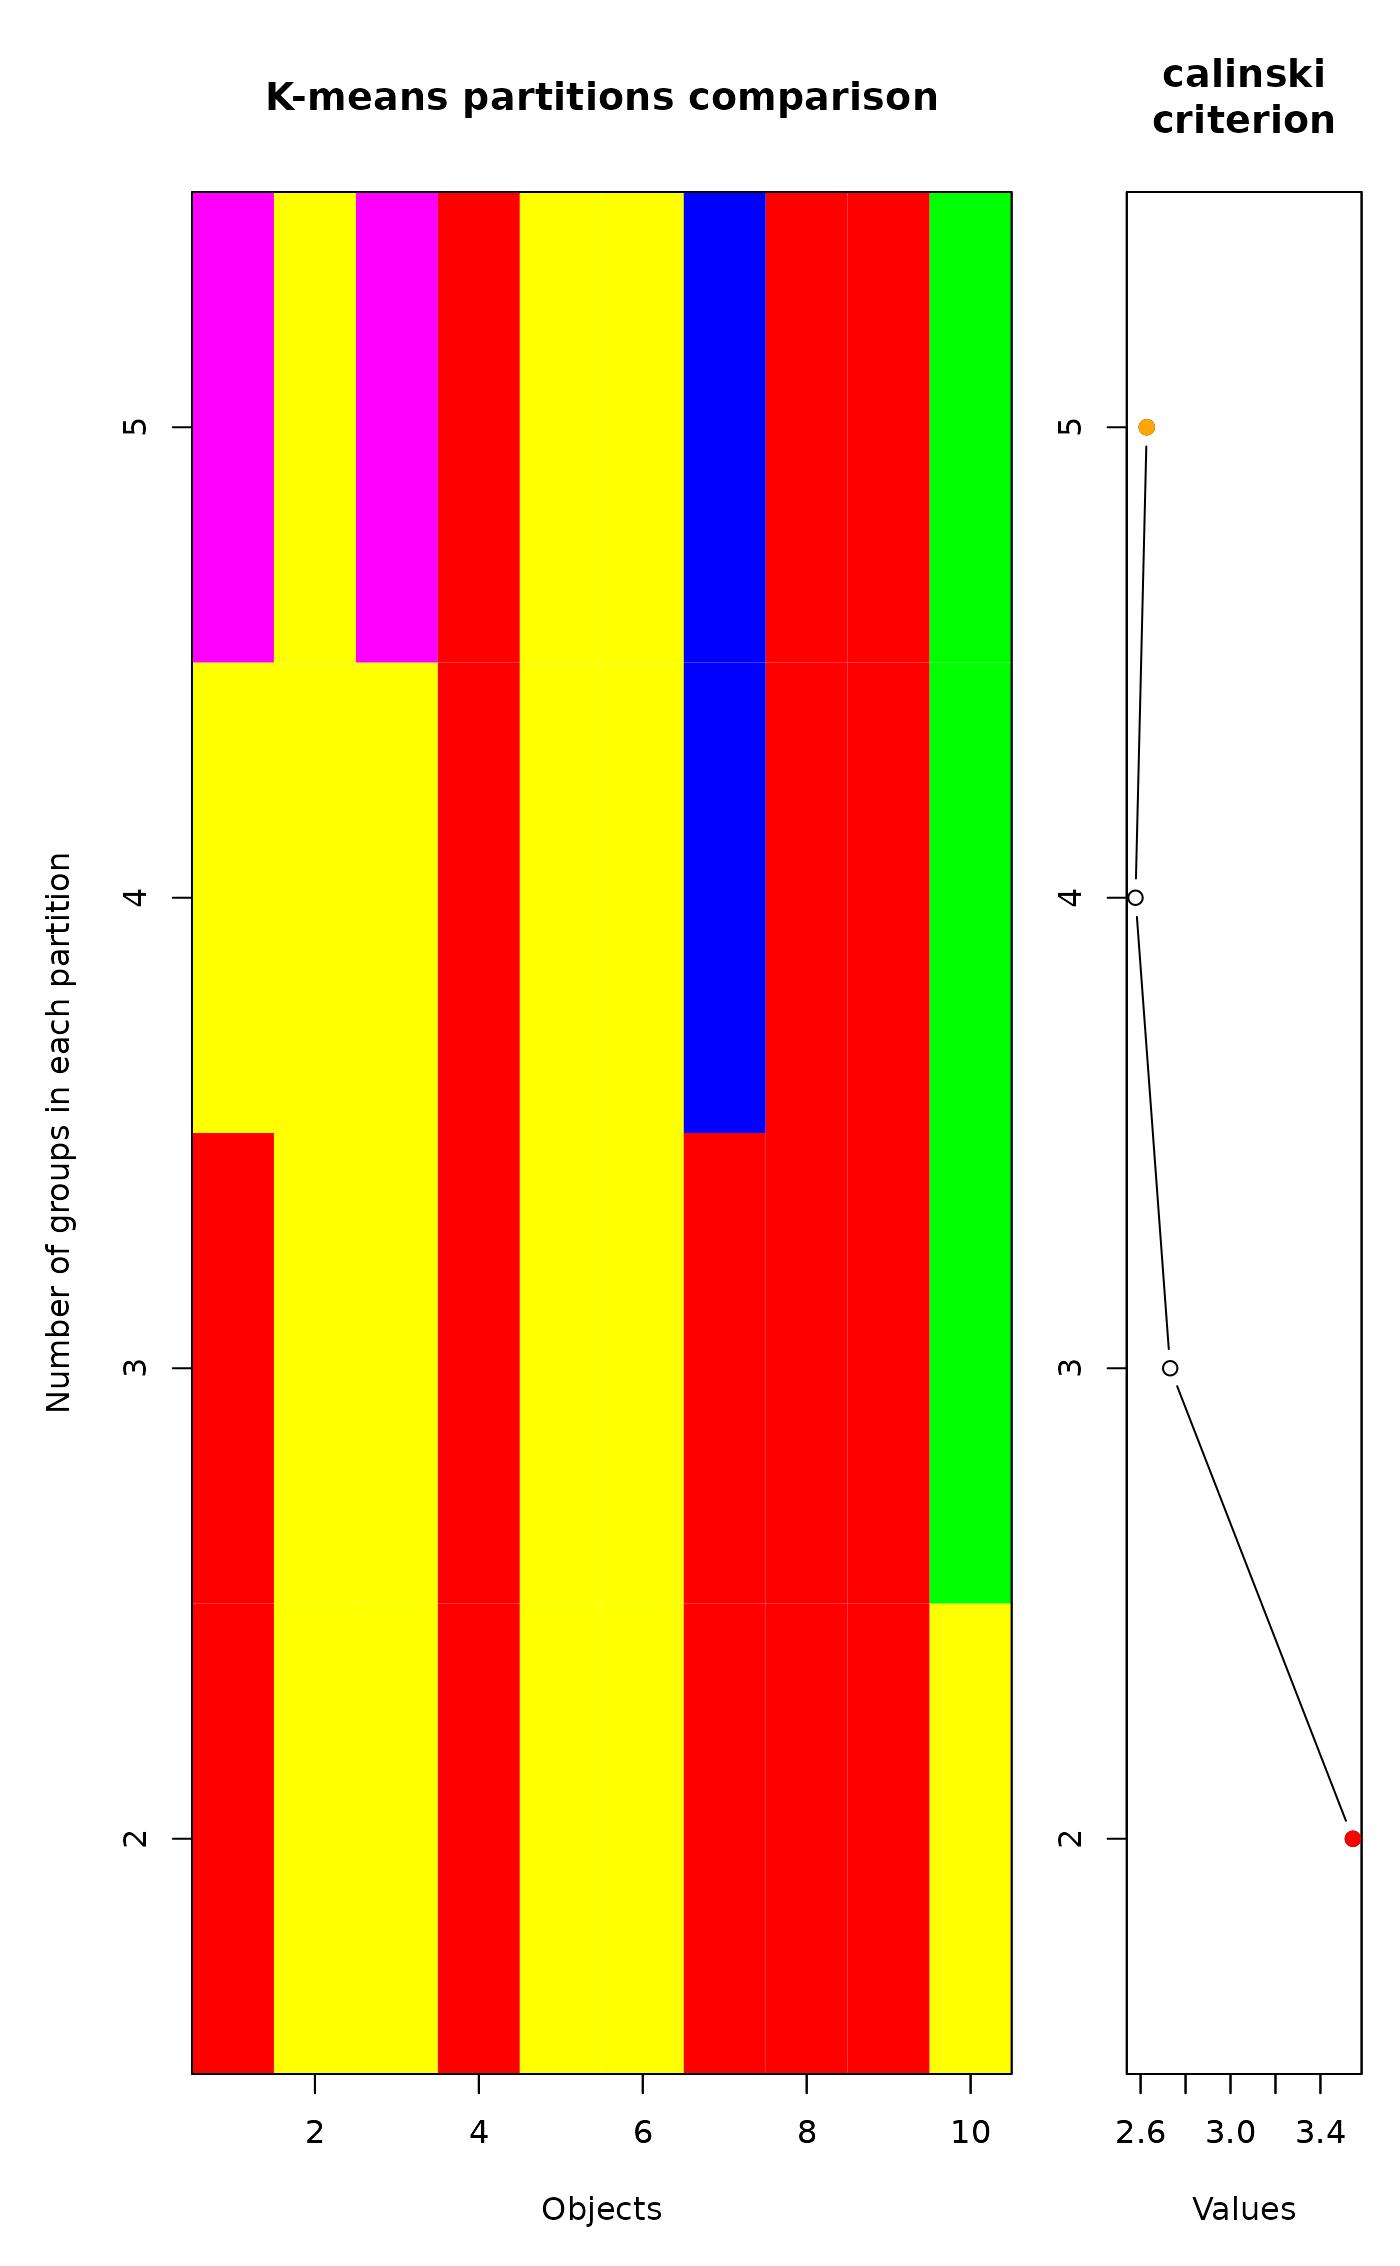 K-means partitions comparison
calinski
criterion
Number of groups in each partition
5
4
3
2
2 4 6 8 10
Objects
5
4
3
2
2.6 3.0 3.4
Values